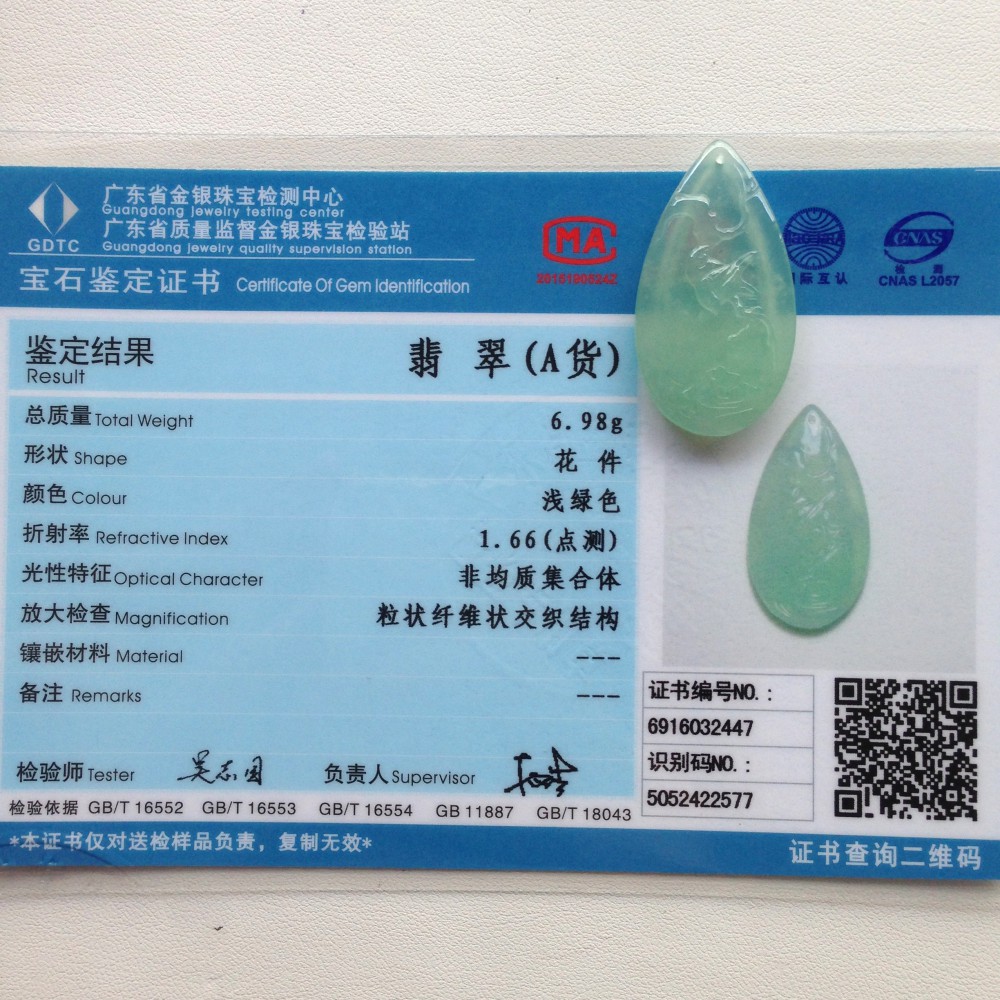 广东省金银珠宝检测中心
Guangdong jewelry testing center
广东省质量监督金银珠宝检验站
Guangdong jewelry quality supervision station
GDTC
宝石鉴定证书 Certificate Of Gem Identification
MA
CNAS
际互认
检测
CNAS L2057
鉴定结果 翡翠(A货)
Result
总质量 Total Weight 6.98g
形状 Shape 花件
颜色 Colour 浅绿色
折射率 Refractive Index 1.66(点测)
光性特征 Optical Character 非均质集合体
放大检查 Magnification 粒状纤维状交织结构
镶嵌材料 Material ---
备注 Remarks ---
检验师 Tester 吴志国 负责人 Supervisor
检验依据 GB/T 16552 GB/T 16553 GB/T 16554 GB 11887 GB/T 18043
*本证书仅对送检样品负责，复制无效*
证书编号NO.：
6916032447
识别码NO.：
5052422577
证书查询二维码